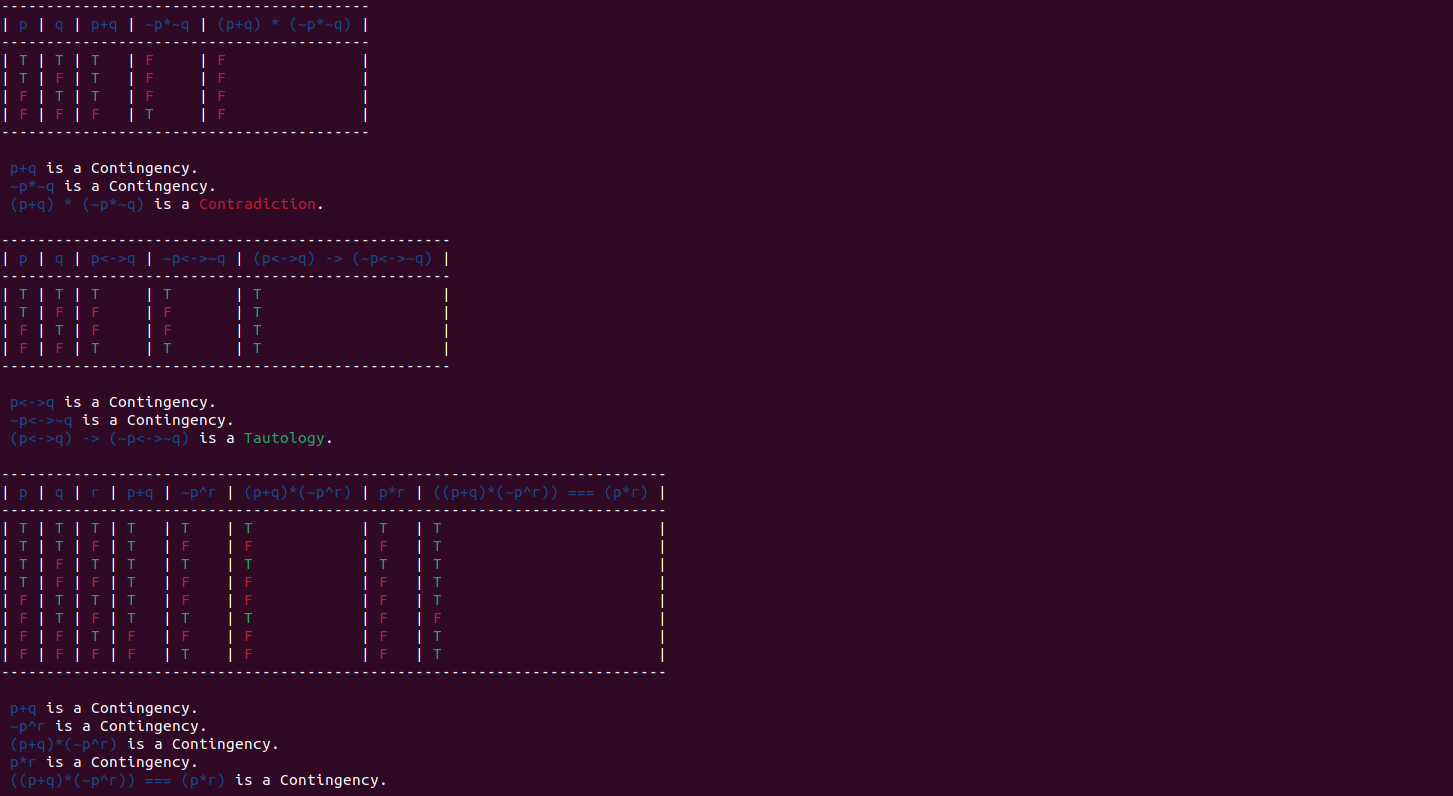 -----------------------------------------
| p | q | p+q | ~p*~q | (p+q) * (~p*~q) |
-----------------------------------------
| T | T | T   | F     | F               |
| T | F | T   | F     | F               |
| F | T | T   | F     | F               |
| F | F | F   | T     | F               |
-----------------------------------------
p+q is a Contingency.
~p*~q is a Contingency.
(p+q) * (~p*~q) is a Contradiction.
--------------------------------------------------
| p | q | p<->q | ~p<->~q | (p<->q) -> (~p<->~q) |
--------------------------------------------------
| T | T | T     | T       | T                    |
| T | F | F     | F       | T                    |
| F | T | F     | F       | T                    |
| F | F | T     | T       | T                    |
--------------------------------------------------
p<->q is a Contingency.
~p<->~q is a Contingency.
(p<->q) -> (~p<->~q) is a Tautology.
--------------------------------------------------------------------------
| p | q | r | p+q | ~p^r | (p+q)*(~p^r) | p*r | ((p+q)*(~p^r)) === (p*r) |
--------------------------------------------------------------------------
| T | T | T | T   | T    | T            | T   | T                        |
| T | T | F | T   | F    | F            | F   | T                        |
| T | F | T | T   | T    | T            | T   | T                        |
| T | F | F | T   | F    | F            | F   | T                        |
| F | T | T | T   | F    | F            | F   | T                        |
| F | T | F | T   | T    | T            | F   | F                        |
| F | F | T | F   | F    | F            | F   | T                        |
| F | F | F | F   | T    | F            | F   | T                        |
--------------------------------------------------------------------------
p+q is a Contingency.
~p^r is a Contingency.
(p+q)*(~p^r) is a Contingency.
p*r is a Contingency.
((p+q)*(~p^r)) === (p*r) is a Contingency.